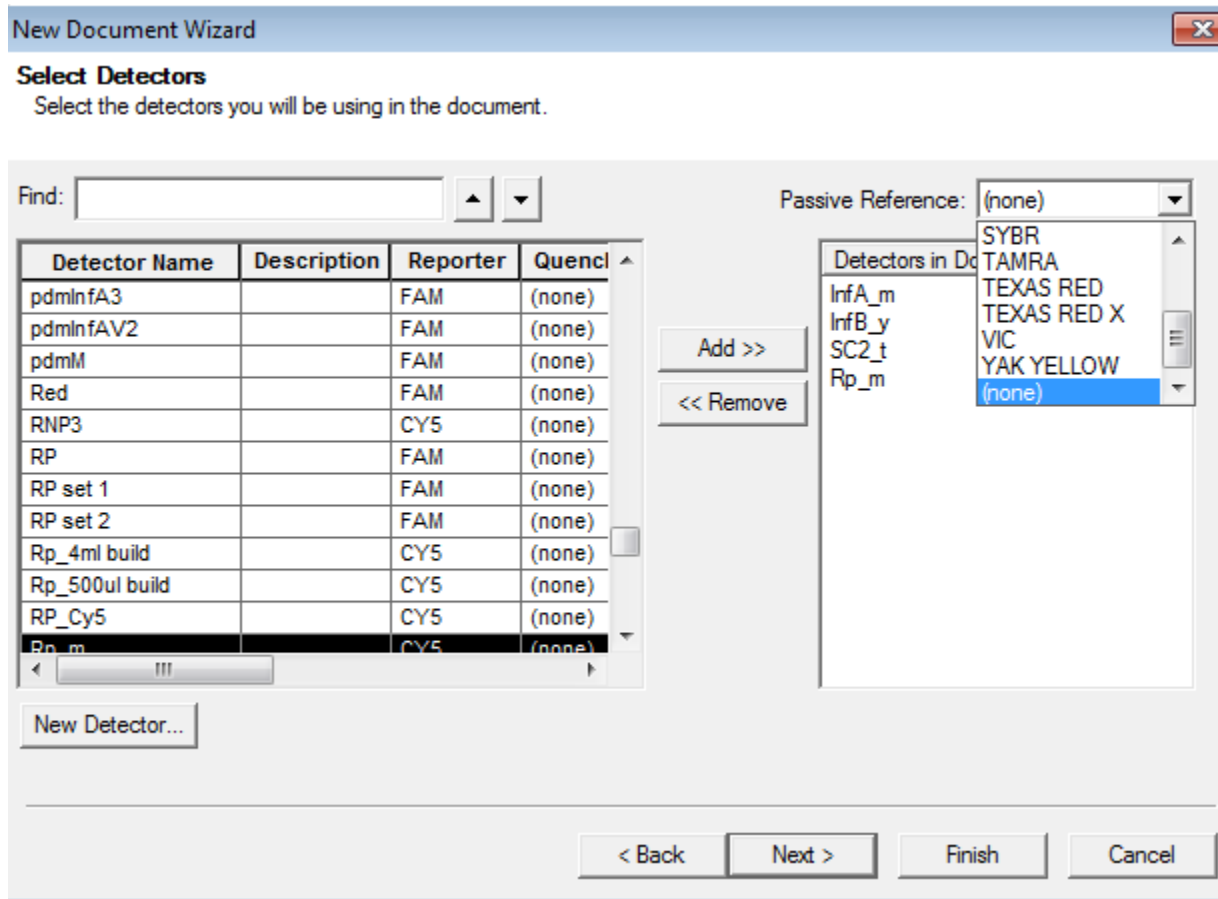 New Document Wizard
Select Detectors
Select the detectors you will be using in the document.
Find:
Passive Reference: (none)
SYBR
TAMRA
TEXAS RED
TEXAS RED X
VIC
YAK YELLOW
(none)
Detector Name Description Reporter Quencl
pdmInfA3 FAM (none)
pdmInfAV2 FAM (none)
pdmM FAM (none)
Red FAM (none)
RNP3 CY5 (none)
RP FAM (none)
RP set 1 FAM (none)
RP set 2 FAM (none)
Rp_4ml build CY5 (none)
Rp_500ul build CY5 (none)
RP_Cy5 CY5 (none)
Rp_m CY5 (none)
Add >>
<< Remove
Detectors in Do
InfA_m
InfB_y
SC2_t
Rp_m
New Detector...
< Back Next > Finish Cancel